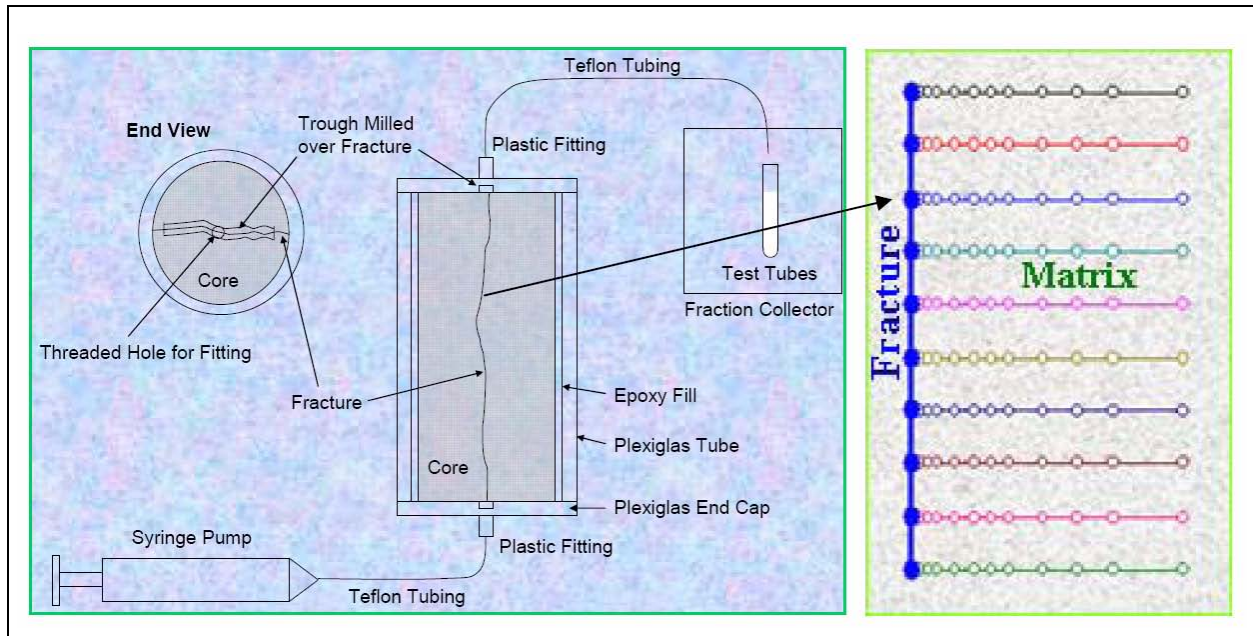 Teflon Tubing
End View
Trough Milled
over Fracture
Plastic Fitting
Core
Test Tubes
Fraction Collector
Threaded Hole for Fitting
Fracture
Epoxy Fill
Plexiglas Tube
Core
Plexiglas End Cap
Syringe Pump
Plastic Fitting
Teflon Tubing
Fracture
Matrix